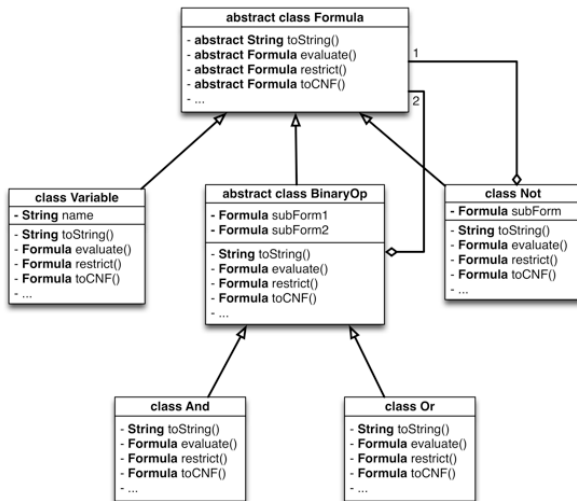 abstract class Formula
- abstract String toString()
- abstract Formula evaluate()
- abstract Formula restrict()
- abstract Formula toCNF()
- ...
1
2
class Variable
- String name
- String toString()
- Formula evaluate()
- Formula restrict()
- Formula toCNF()
- ...
abstract class BinaryOp
- Formula subForm1
- Formula subForm2
- String toString()
- Formula evaluate()
- Formula restrict()
- Formula toCNF()
- ...
class Not
- Formula subForm
- String toString()
- Formula evaluate()
- Formula restrict()
- Formula toCNF()
- ...
class And
- String toString()
- Formula evaluate()
- Formula restrict()
- Formula toCNF()
- ...
class Or
- String toString()
- Formula evaluate()
- Formula restrict()
- Formula toCNF()
- ...